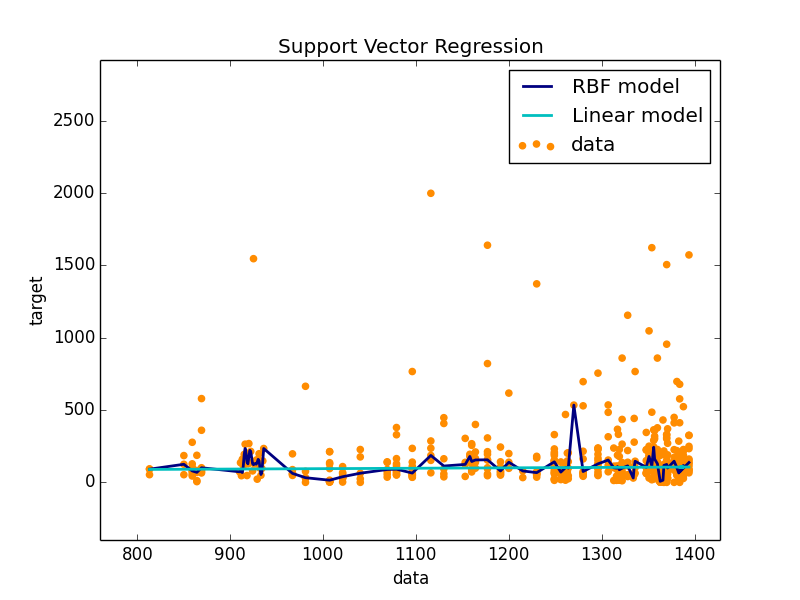 Support Vector Regression
RBF model
Linear model
data
2500
2000
1500
1000
500
0
target
800 900 1000 1100 1200 1300 1400
data